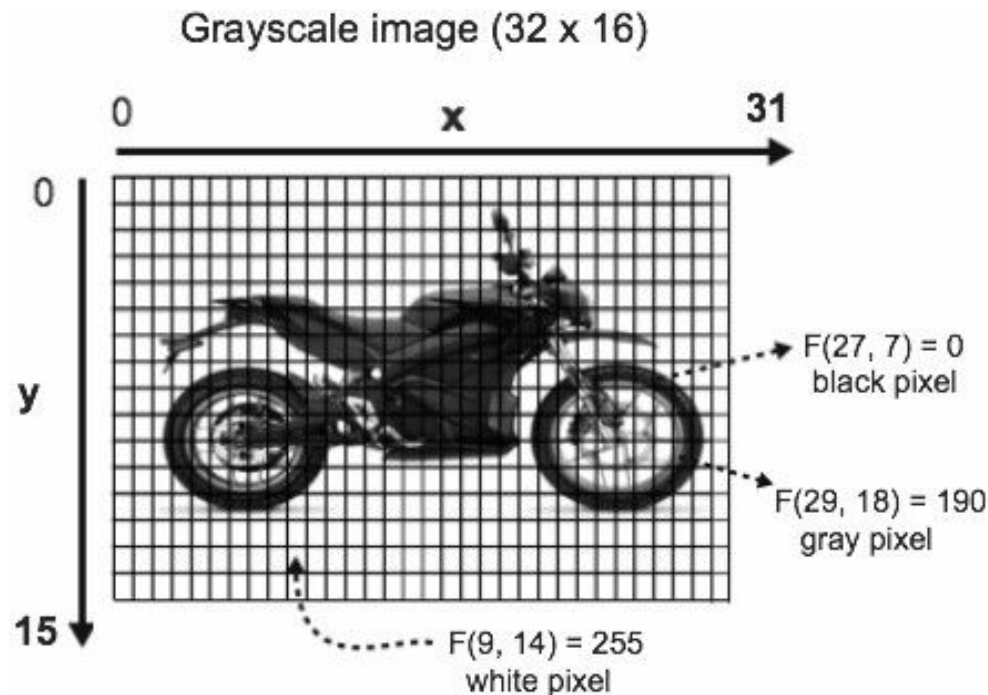 Grayscale image (32 x 16)
0
x
31
0
y
15
F(27, 7) = 0
black pixel
F(29, 18) = 190
gray pixel
F(9, 14) = 255
white pixel